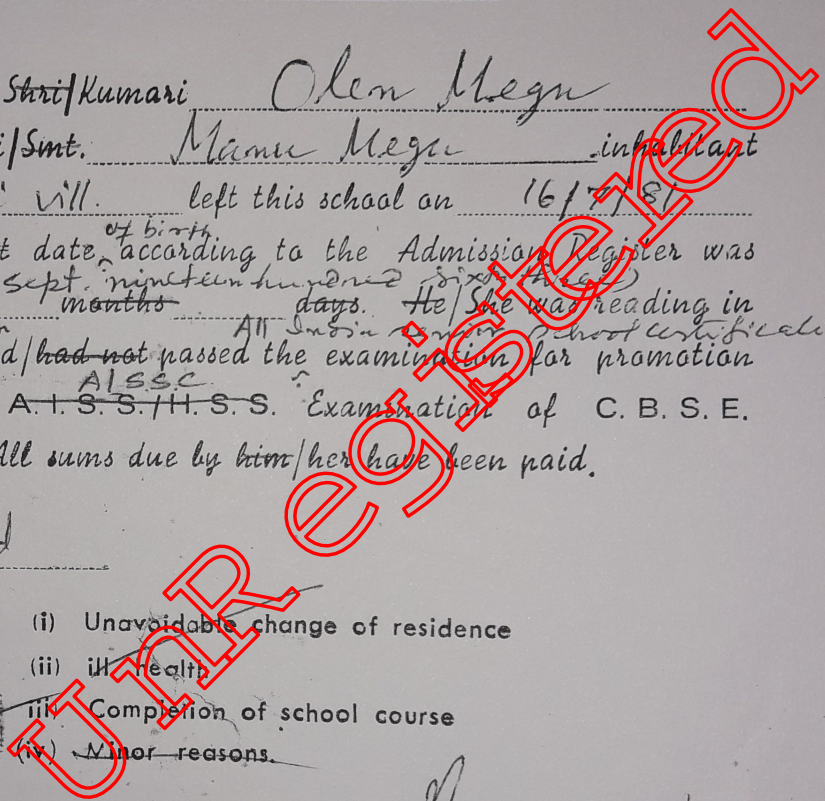 Shri/Kumari Olen Megu
i/Smt. Manu Megu inhabitant
vill. left this school on 16/7/81
of birth
t date, according to the Admission Register was
sept. nineteen hundred sixty three)
months days. He/She was reading in
All India senior School certificate
d/had not passed the examination for promotion
AISSC
A. I. S. S./H. S. S. Examination of C. B. S. E.
All sums due by him/her have been paid.
(i) Unavoidable change of residence
(ii) ill health
iii) Completion of school course
(iv) Minor reasons.
UnRegistered